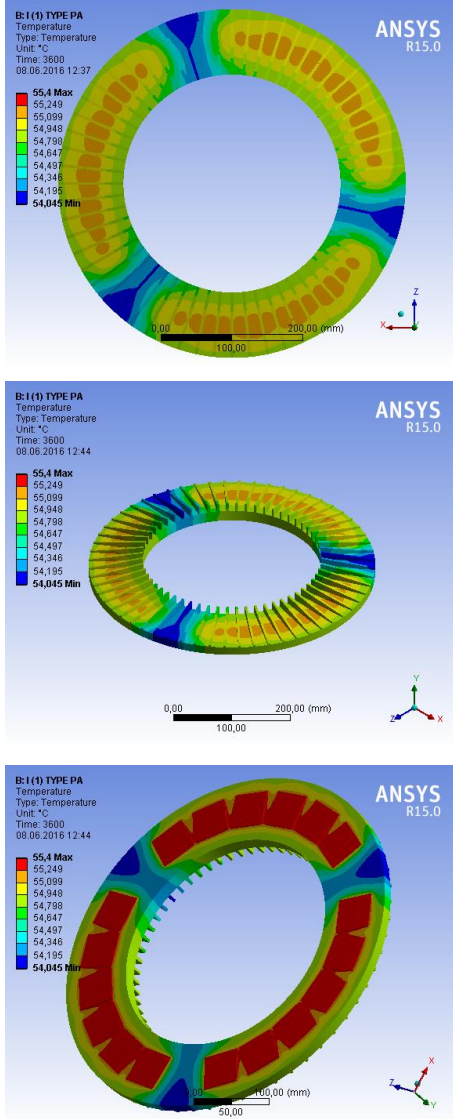 B: I (1) TYPE PA
Temperature
Type: Temperature
Unit: °C
Time: 3600
08.06.2016 12:37
ANSYS
R15.0
55,4 Max
55,249
55,099
54,948
54,798
54,647
54,497
54,346
54,195
54,045 Min
0,00
200,00 (mm)
100,00
Z
X
Y
B: I (1) TYPE PA
Temperature
Type: Temperature
Unit: °C
Time: 3600
08.06.2016 12:44
ANSYS
R15.0
55,4 Max
55,249
55,099
54,948
54,798
54,647
54,497
54,346
54,195
54,045 Min
0,00
200,00 (mm)
100,00
Y
Z
X
B: I (1) TYPE PA
Temperature
Type: Temperature
Unit: °C
Time: 3600
08.06.2016 12:44
ANSYS
R15.0
55,4 Max
55,249
55,099
54,948
54,798
54,647
54,497
54,346
54,195
54,045 Min
0,00
100,00 (mm)
50,00
X
Z
Y